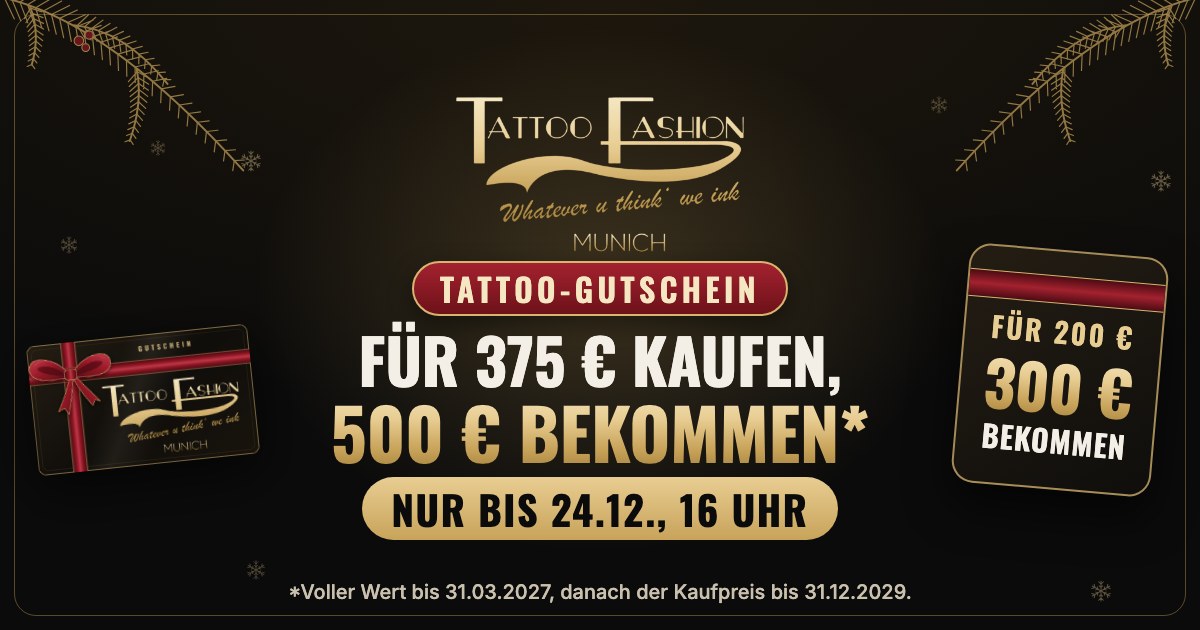 TATTOO FASHION
Whatever u think' we ink
MUNICH
TATTOO-GUTSCHEIN
FÜR 375 € KAUFEN,
500 € BEKOMMEN*
NUR BIS 24.12., 16 UHR
GUTSCHEIN
TATTOO FASHION
Whatever u think' we ink
MUNICH
FÜR 200 €
300 €
BEKOMMEN
*Voller Wert bis 31.03.2027, danach der Kaufpreis bis 31.12.2029.